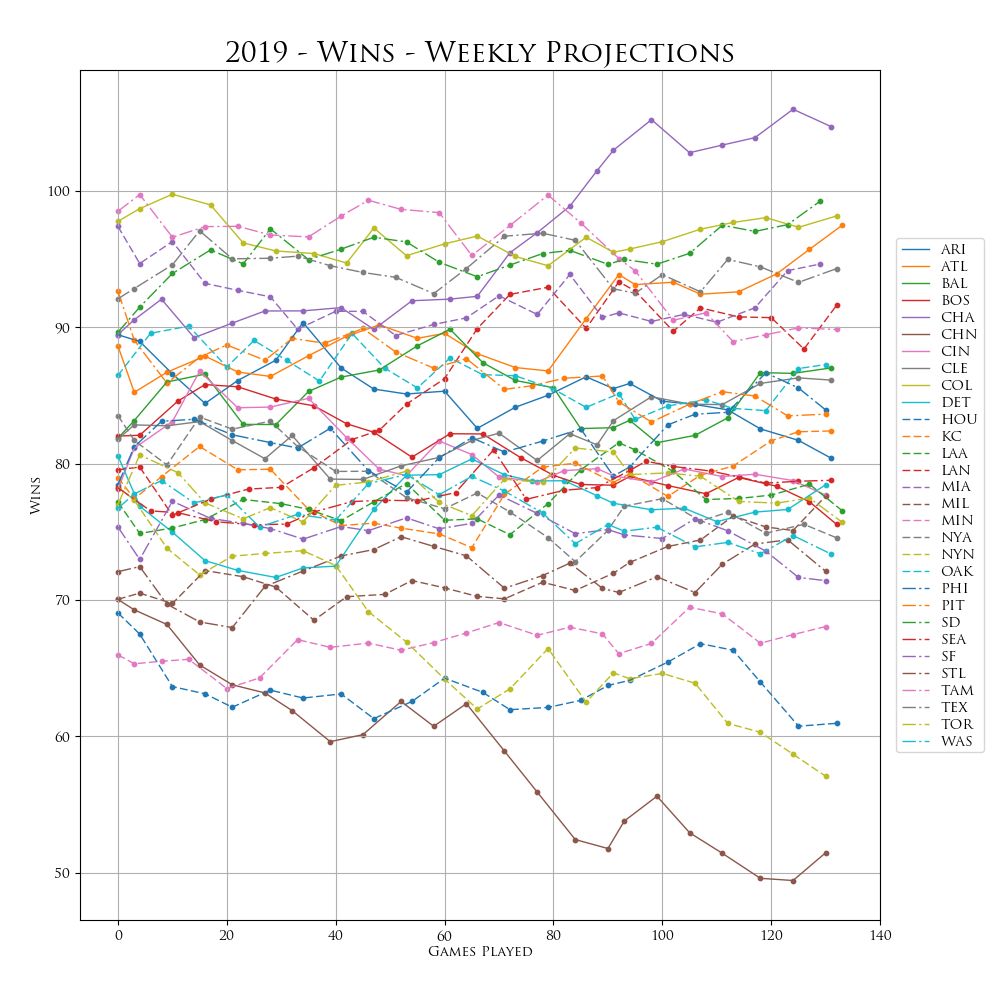 2019 - Wins - Weekly Projections
100
90
80
70
60
50
Wins
0 20 40 60 80 100 120 140
Games Played
ARI
ATL
BAL
BOS
CHA
CHN
CIN
CLE
COL
DET
HOU
KC
LAA
LAN
MIA
MIL
MIN
NYA
NYN
OAK
PHI
PIT
SD
SEA
SF
STL
TAM
TEX
TOR
WAS